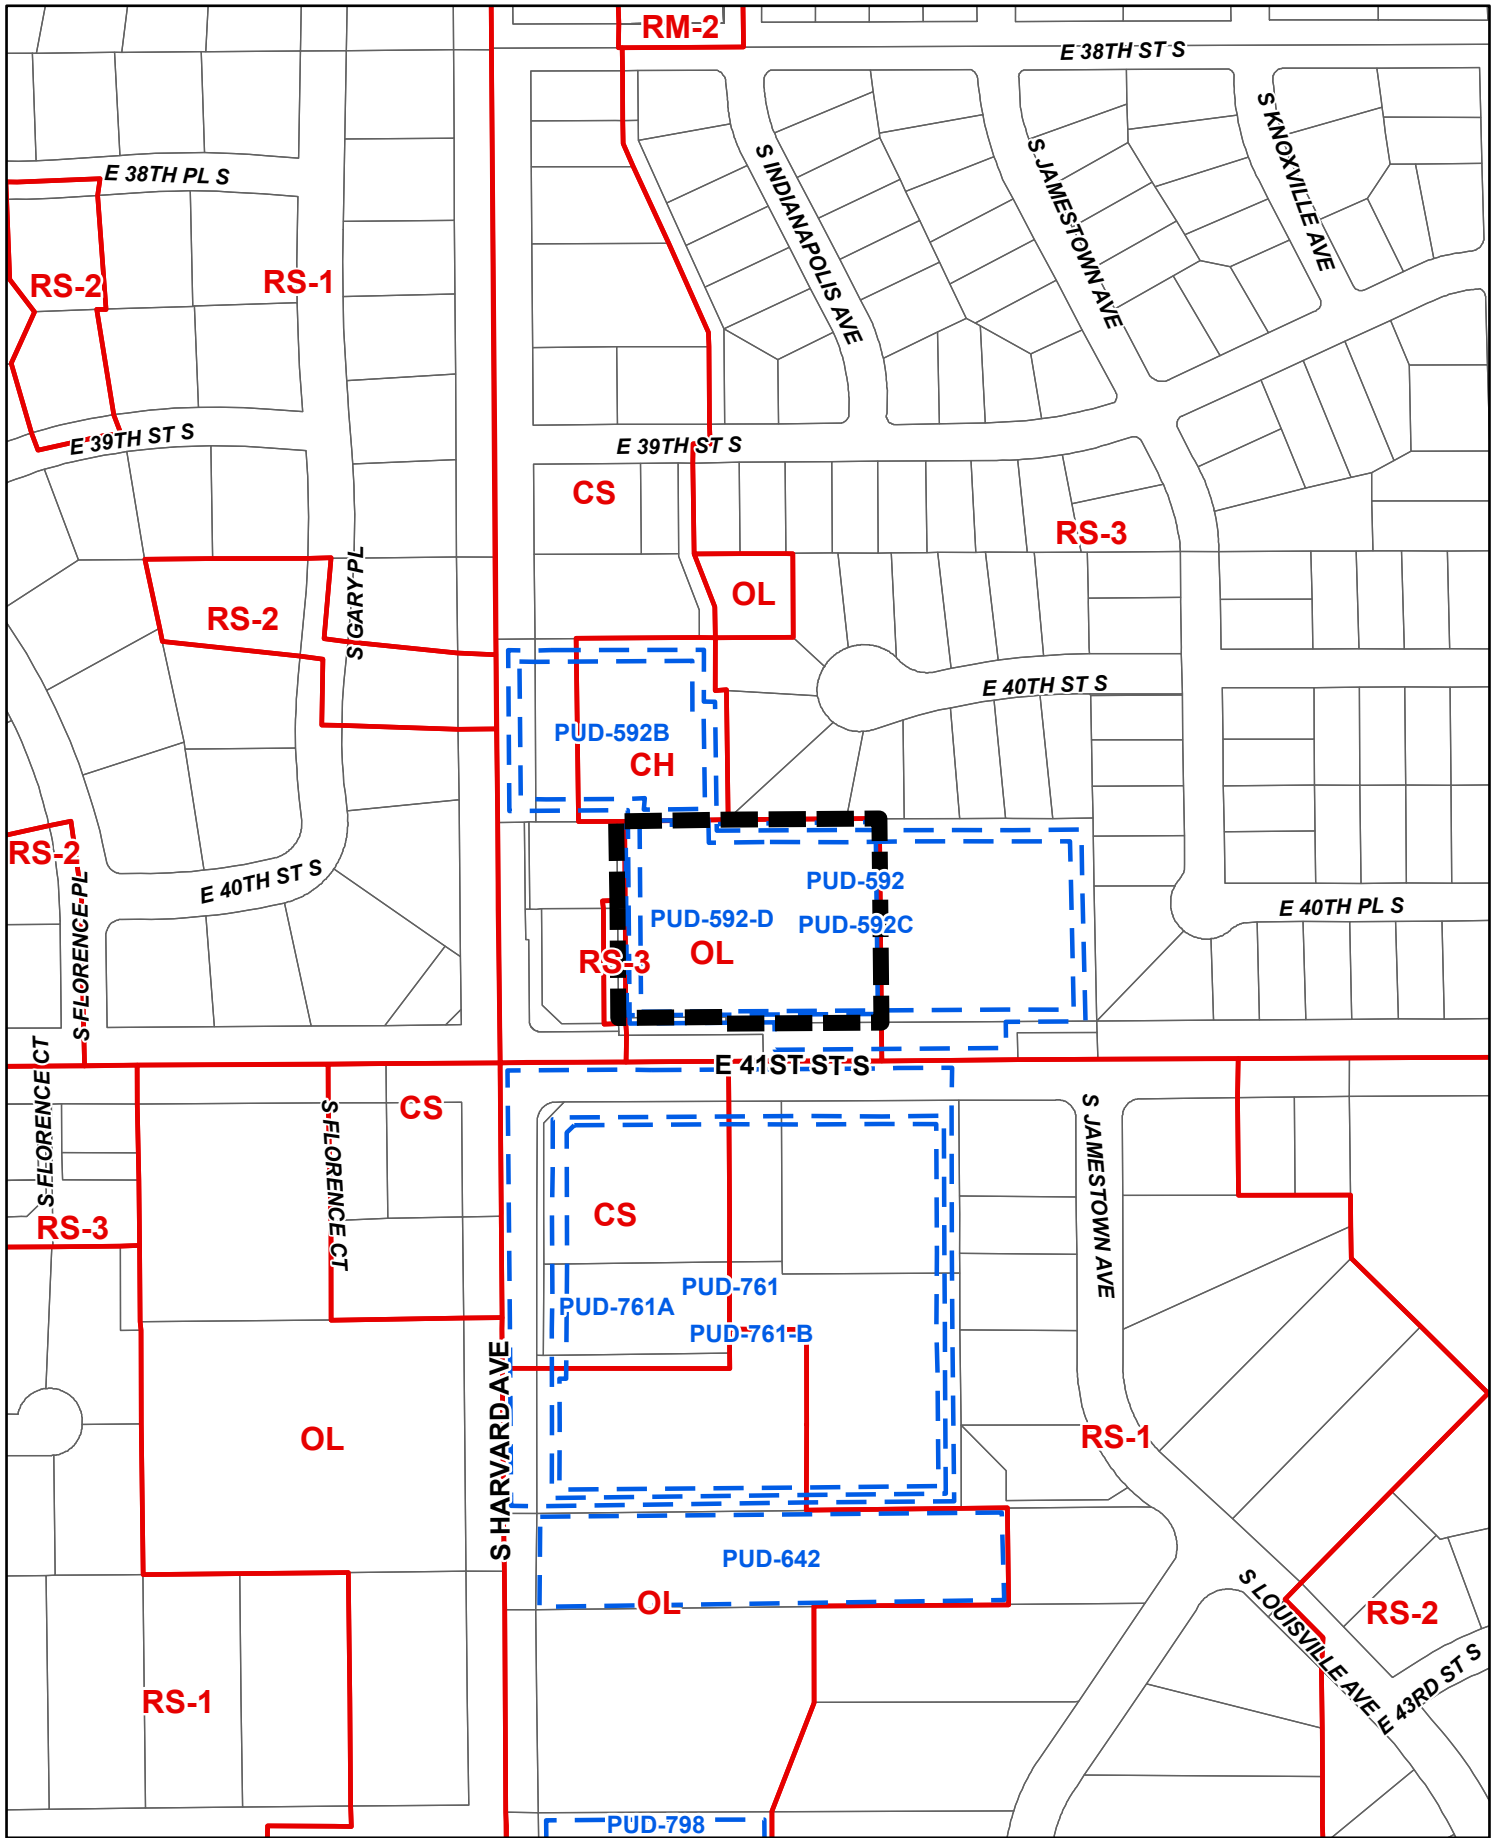 RM-2
E 38TH ST S
S KNOXVILLE AVE
S JAMESTOWN AVE
S INDIANAPOLIS AVE
E 38TH PL S
RS-2
RS-1
E 39TH ST S
E 39TH ST S
CS
RS-3
OL
S GARY PL
RS-2
E 40TH ST S
PUD-592B
CH
RS-2
E 40TH ST S
PUD-592
PUD-592-D
PUD-592C
E 40TH PL S
S FLORENCE PL
RS-3
OL
E 41ST ST S
S FLORENCE CT
CS
S FLORENCE CT
S JAMESTOWN AVE
CS
RS-3
PUD-761
PUD-761A
PUD-761-B
OL
S HARVARD AVE
RS-1
PUD-642
OL
S LOUISVILLE AVE
RS-2
E 43RD ST S
RS-1
PUD-798